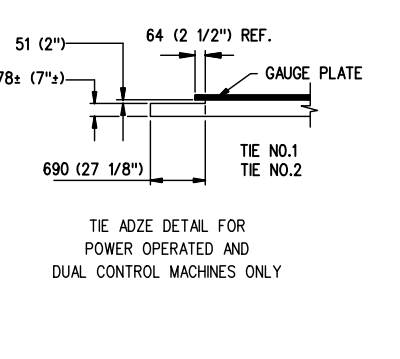 64 (2 1/2") REF.
51 (2")
78± (7"±)
GAUGE PLATE
TIE NO.1
TIE NO.2
690 (27 1/8")
TIE ADZE DETAIL FOR
POWER OPERATED AND
DUAL CONTROL MACHINES ONLY